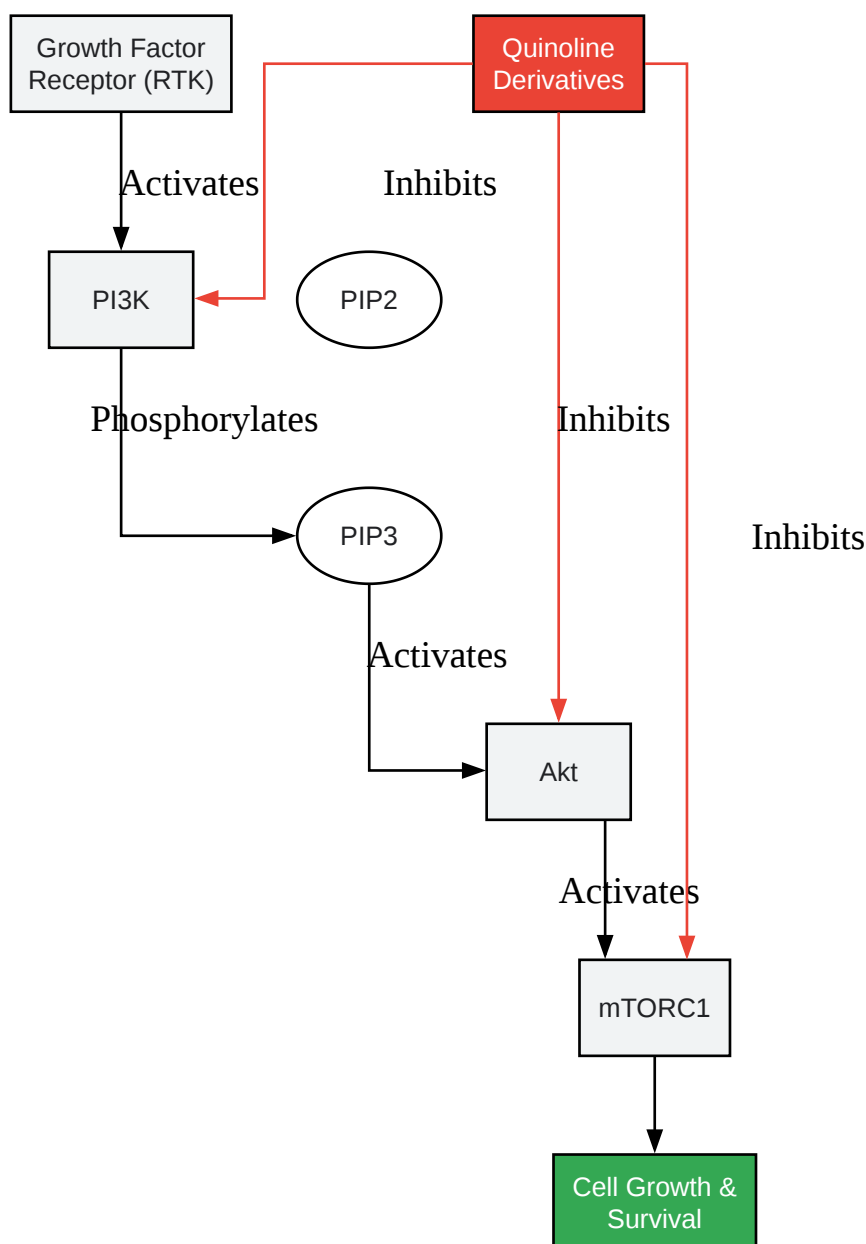 Growth Factor
Receptor (RTK)
Quinoline
Derivatives
Activates
Inhibits
PI3K
PIP2
Phosphorylates
Inhibits
PIP3
Inhibits
Activates
Akt
Activates
mTORC1
Cell Growth &
Survival